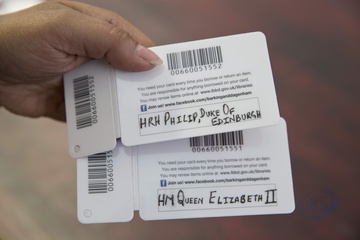 00660051552
You need your card every time you borrow or return an item.
You are responsible for anything borrowed on your card.
You may renew items online at www.lbbd.gov.uk/libraries
Join us! www.facebook.com/barkinganddagenham
HRH PHILIP, DUKE OF
EDINBURGH
00660051552
00660051551
You need your card every time you borrow or return an item.
You are responsible for anything borrowed on your card.
You may renew items online at www.lbbd.gov.uk/libraries
Join us! www.facebook.com/barkinganddagenham
HM QUEEN ELIZABETH II
00660051551